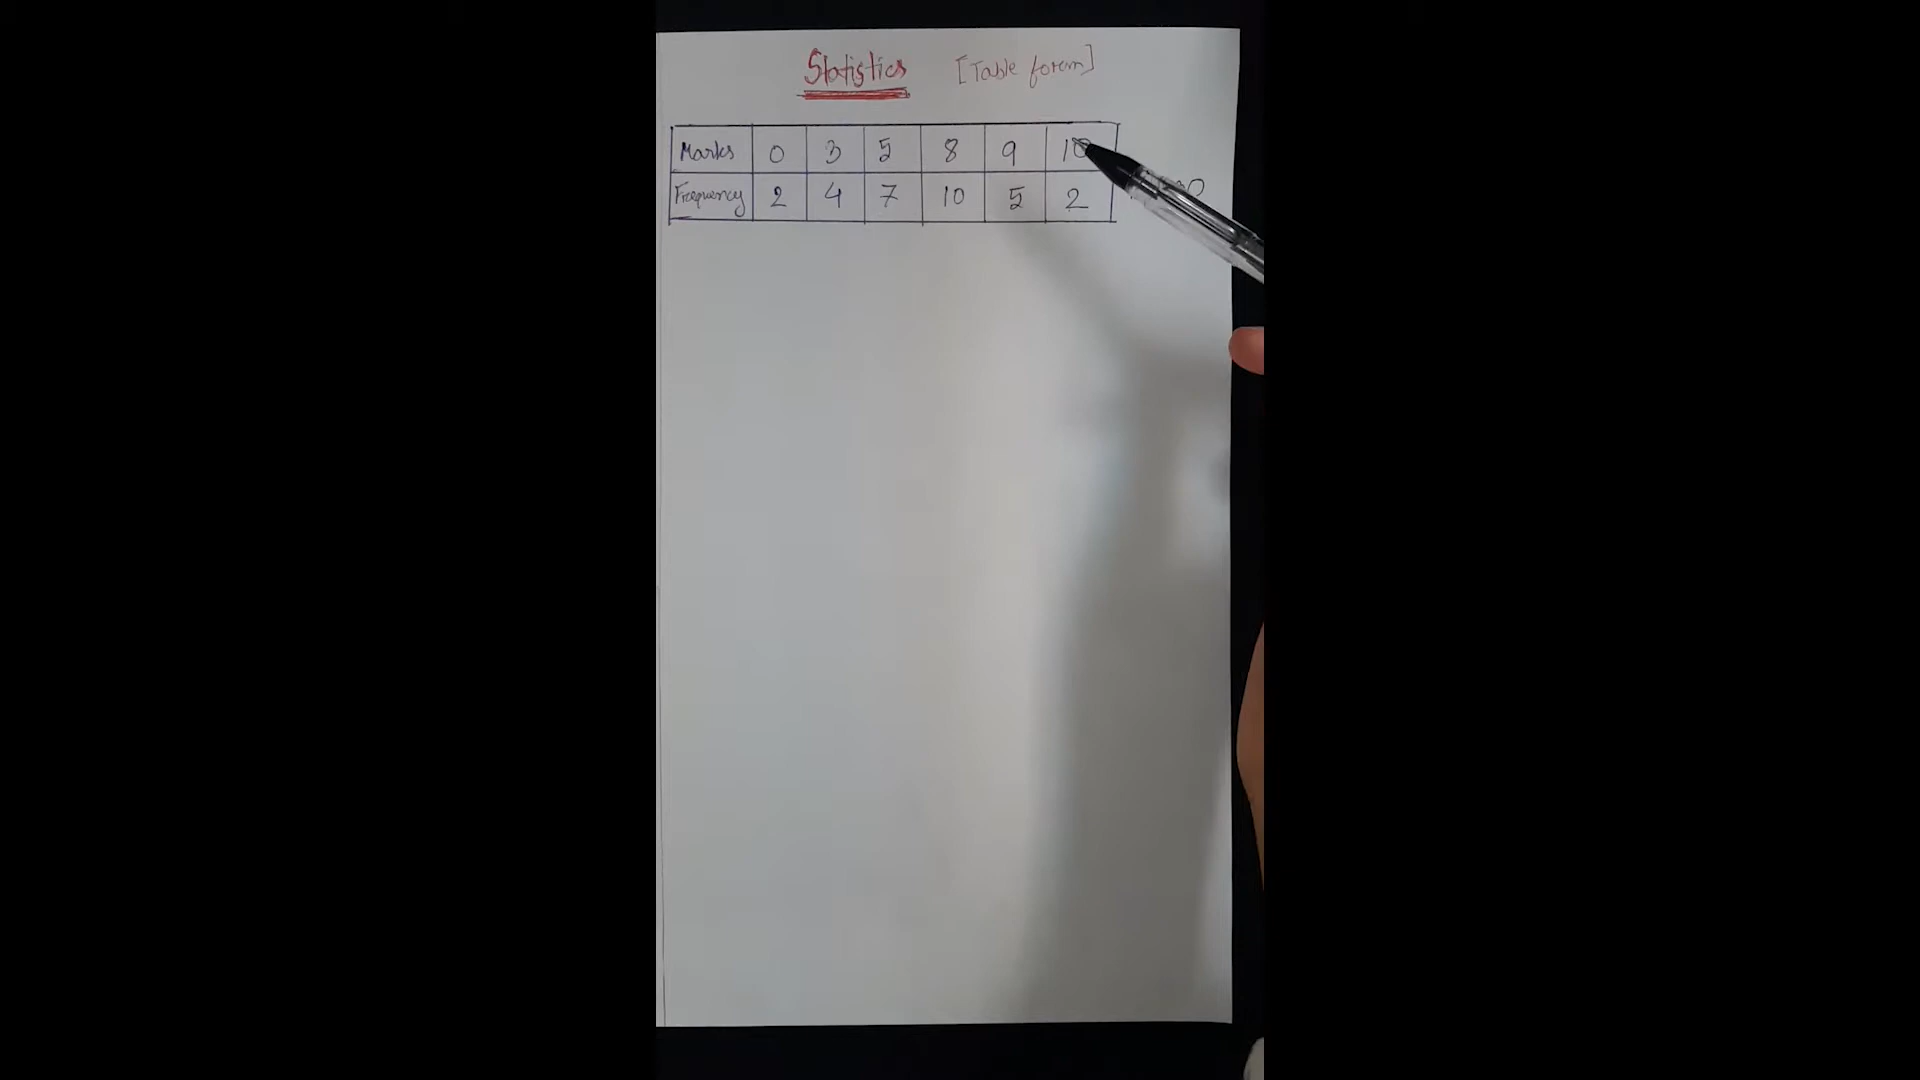 Statistics [Table form]
Marks 0 3 5 8 9 10
Frequency 2 4 7 10 5 2